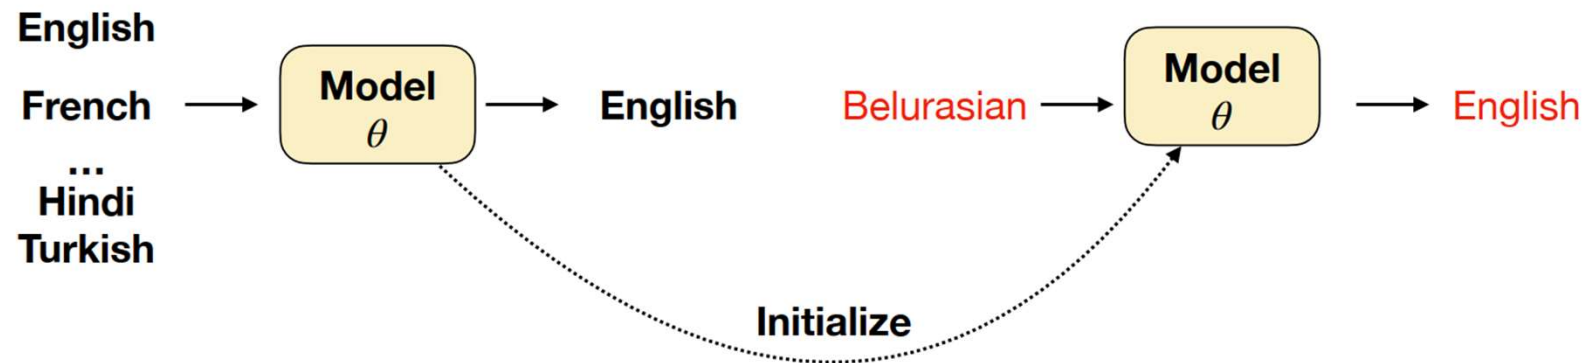 English
French
...
Hindi
Turkish
Model
θ
English
Belurasian
Model
θ
English
Initialize